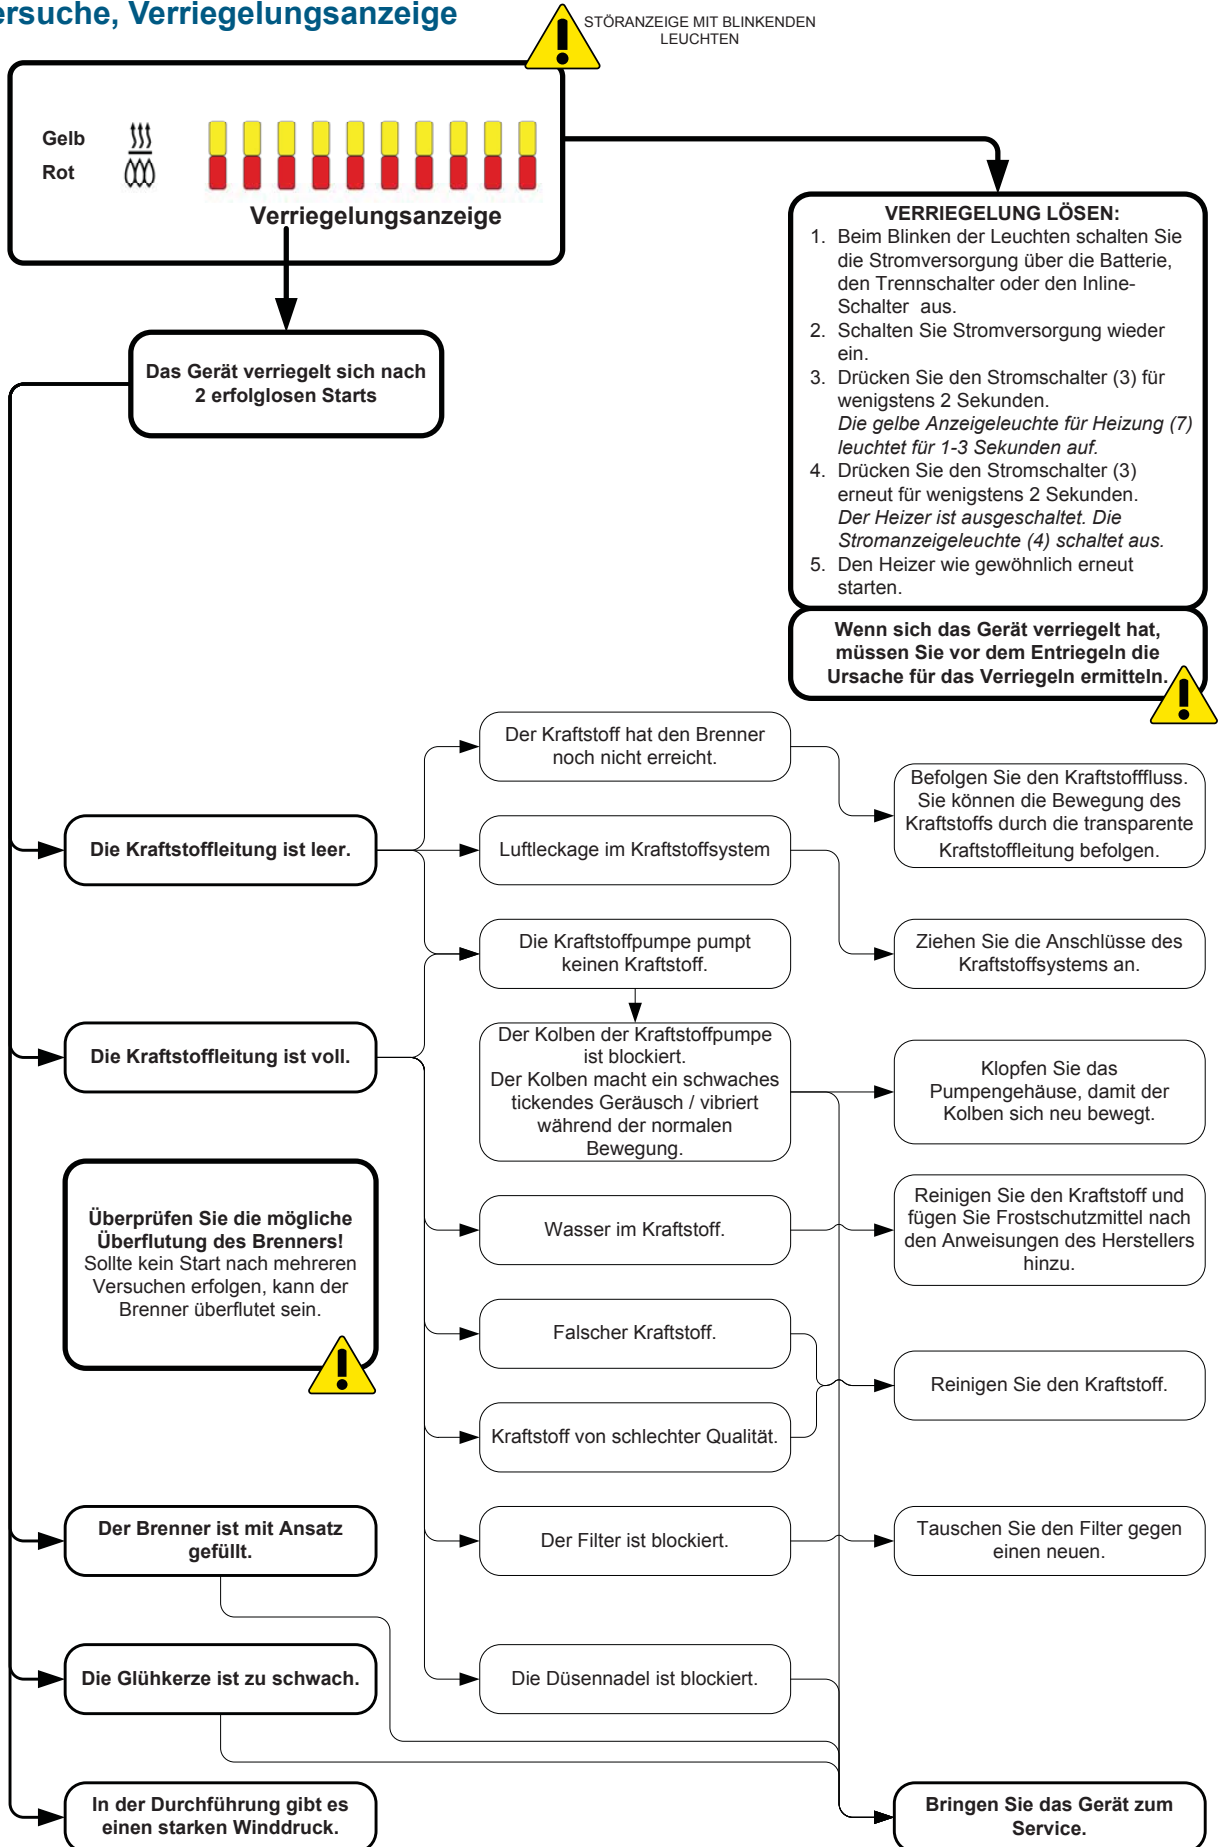 ersuche, Verriegelungsanzeige
STÖRANZEIGE MIT BLINKENDEN
LEUCHTEN
Gelb
Rot
Verriegelungsanzeige
VERRIEGELUNG LÖSEN:
1. Beim Blinken der Leuchten schalten Sie
die Stromversorgung über die Batterie,
den Trennschalter oder den Inline-
Schalter aus.
2. Schalten Sie Stromversorgung wieder
ein.
3. Drücken Sie den Stromschalter (3) für
wenigstens 2 Sekunden.
Die gelbe Anzeigeleuchte für Heizung (7)
leuchtet für 1-3 Sekunden auf.
4. Drücken Sie den Stromschalter (3)
erneut für wenigstens 2 Sekunden.
Der Heizer ist ausgeschaltet. Die
Stromanzeigeleuchte (4) schaltet aus.
5. Den Heizer wie gewöhnlich erneut
starten.
Das Gerät verriegelt sich nach
2 erfolglosen Starts
Wenn sich das Gerät verriegelt hat,
müssen Sie vor dem Entriegeln die
Ursache für das Verriegeln ermitteln.
Der Kraftstoff hat den Brenner
noch nicht erreicht.
Befolgen Sie den Kraftstofffluss.
Sie können die Bewegung des
Kraftstoffs durch die transparente
Kraftstoffleitung befolgen.
Die Kraftstoffleitung ist leer.
Luftleckage im Kraftstoffsystem
Die Kraftstoffpumpe pumpt
keinen Kraftstoff.
Ziehen Sie die Anschlüsse des
Kraftstoffsystems an.
Die Kraftstoffleitung ist voll.
Der Kolben der Kraftstoffpumpe
ist blockiert.
Der Kolben macht ein schwaches
tickendes Geräusch / vibriert
während der normalen
Bewegung.
Klopfen Sie das
Pumpengehäuse, damit der
Kolben sich neu bewegt.
Überprüfen Sie die mögliche
Überflutung des Brenners!
Sollte kein Start nach mehreren
Versuchen erfolgen, kann der
Brenner überflutet sein.
Wasser im Kraftstoff.
Reinigen Sie den Kraftstoff und
fügen Sie Frostschutzmittel nach
den Anweisungen des Herstellers
hinzu.
Falscher Kraftstoff.
Reinigen Sie den Kraftstoff.
Kraftstoff von schlechter Qualität.
Der Brenner ist mit Ansatz
gefüllt.
Der Filter ist blockiert.
Tauschen Sie den Filter gegen
einen neuen.
Die Glühkerze ist zu schwach.
Die Düsennadel ist blockiert.
In der Durchführung gibt es
einen starken Winddruck.
Bringen Sie das Gerät zum
Service.